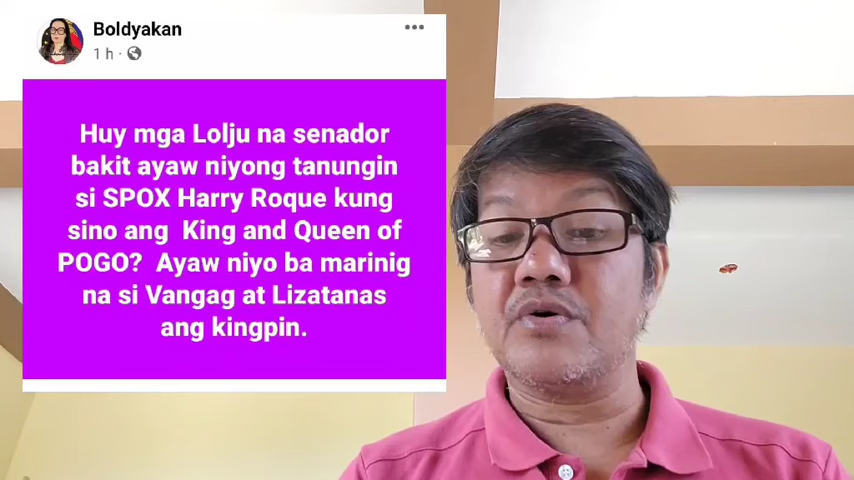 Boldyakan
1 h ·
Huy mga Lolju na senador
bakit ayaw niyong tanungin
si SPOX Harry Roque kung
sino ang King and Queen of
POGO? Ayaw niyo ba marinig
na si Vangag at Lizatanas
ang kingpin.